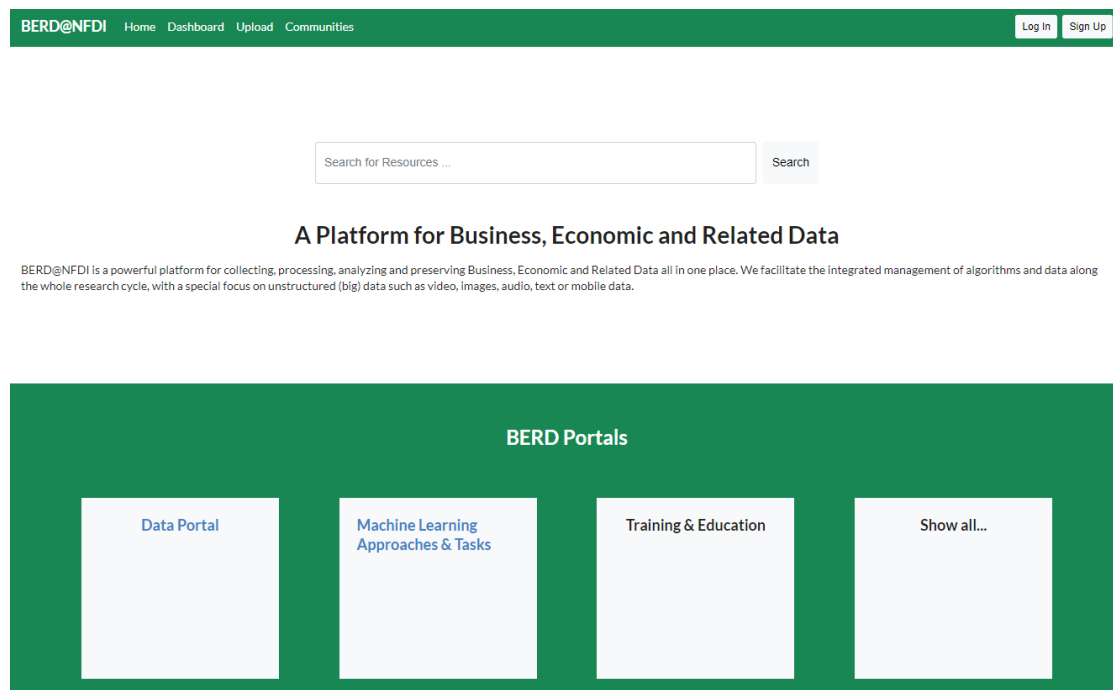 BERD@NFDI Home Dashboard Upload Communities Log In Sign Up
Search for Resources ... Search
A Platform for Business, Economic and Related Data
BERD@NFDI is a powerful platform for collecting, processing, analyzing and preserving Business, Economic and Related Data all in one place. We facilitate the integrated management of algorithms and data along
the whole research cycle, with a special focus on unstructured (big) data such as video, images, audio, text or mobile data.
BERD Portals
Data Portal
Machine Learning
Approaches & Tasks
Training & Education
Show all...